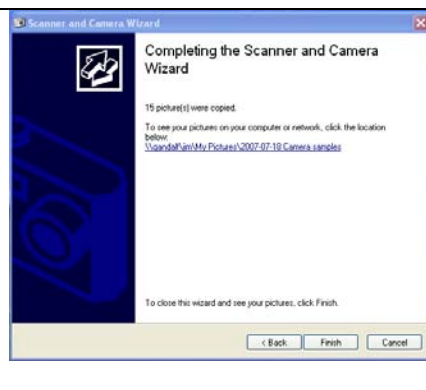 Scanner and Camera Wizard
Completing the Scanner and Camera
Wizard
15 picture(s) were copied.
To see your pictures on your computer or network, click the location
below:
\\gandalf\jim\My Pictures\2007-07-18 Camera samples
To close this wizard and see your pictures, click Finish.
< Back
Finish
Cancel